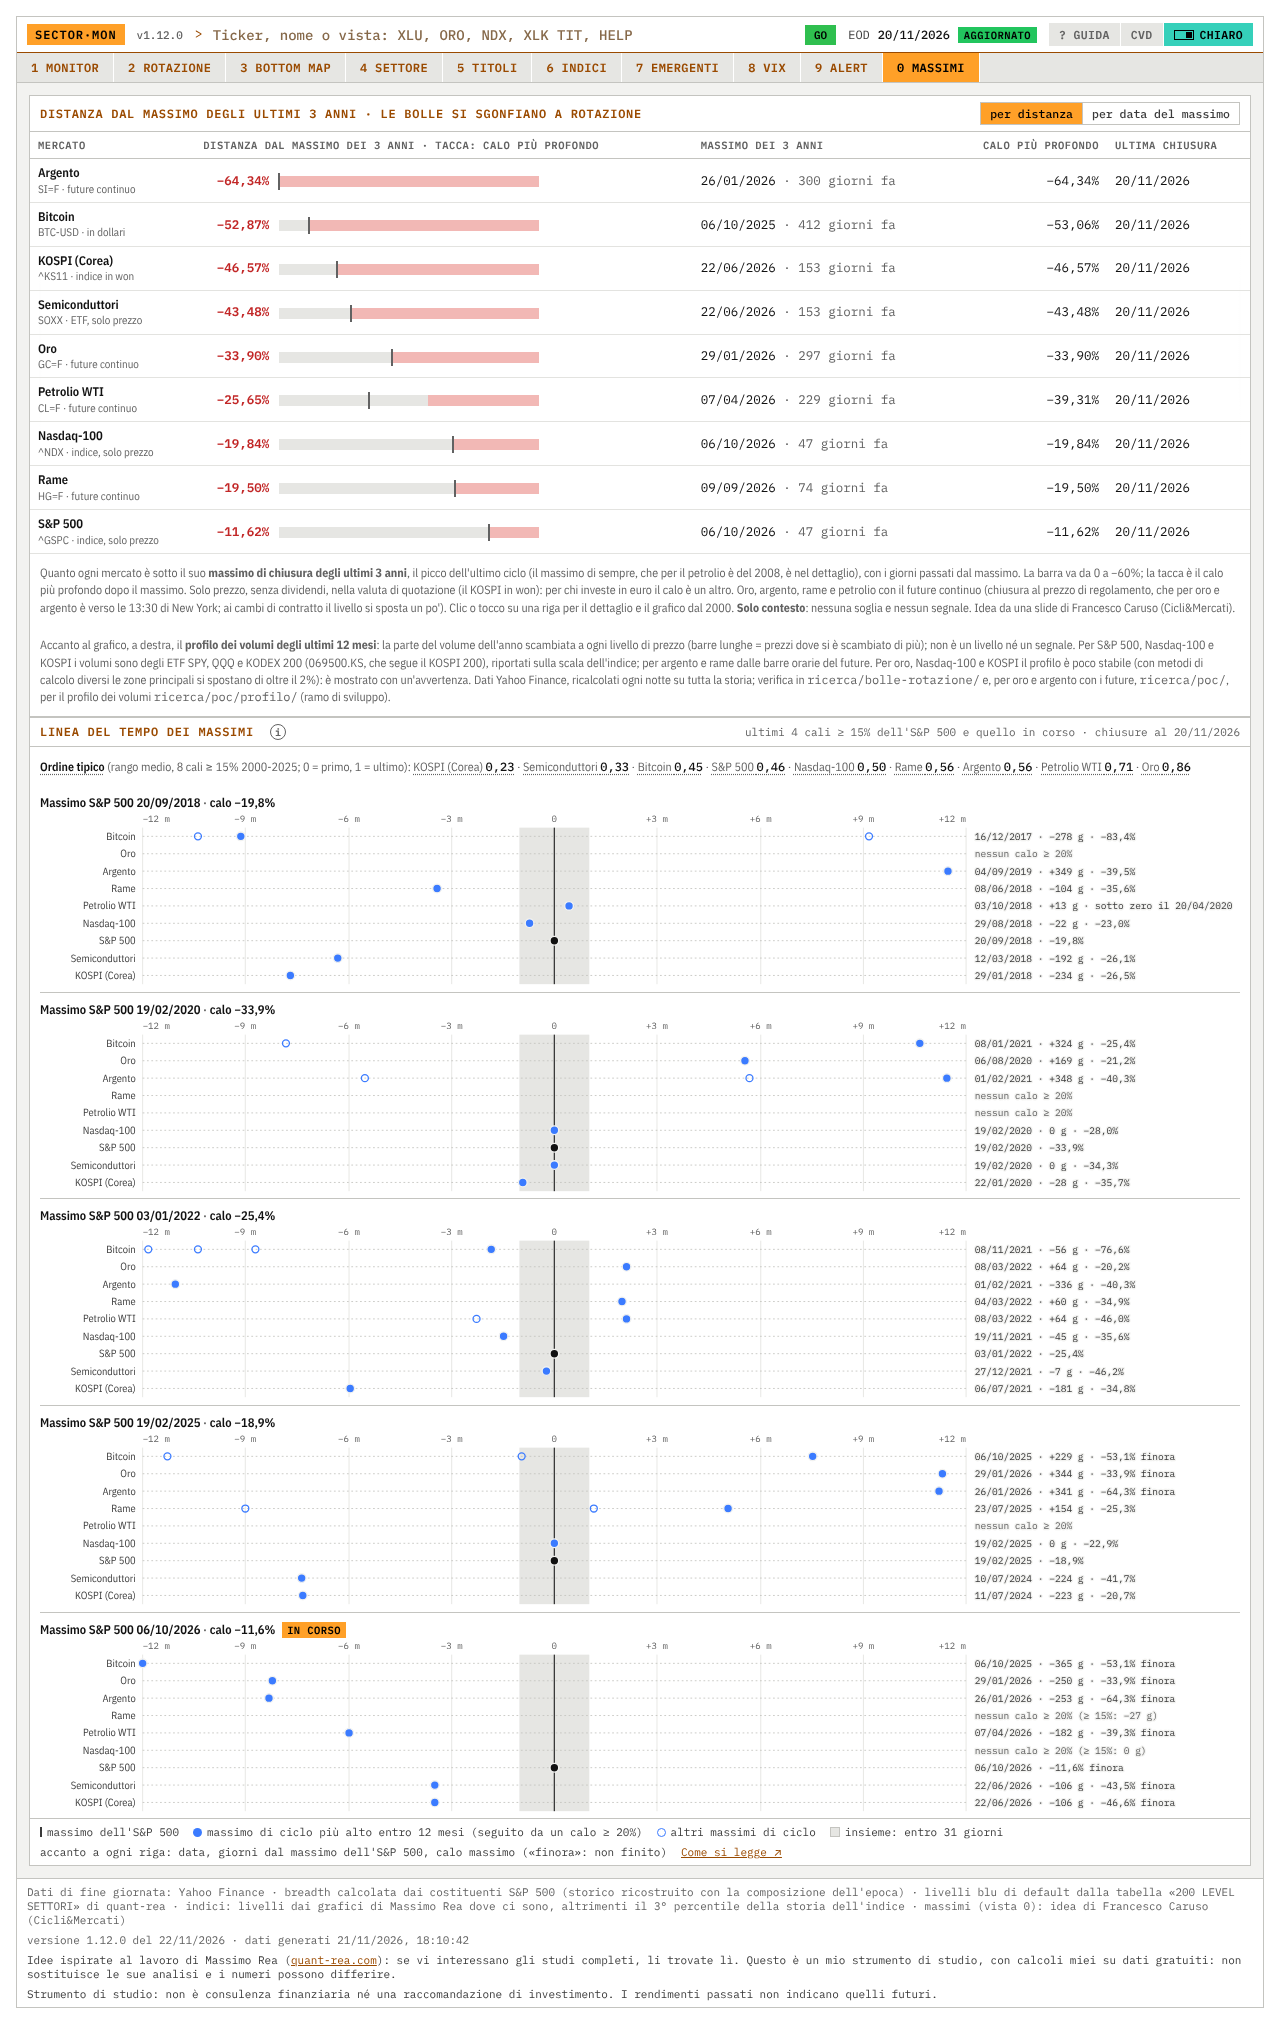 SECTOR·MON v1.12.0 > Ticker, nome o vista: XLU, ORO, NDX, XLK TIT, HELP GO EOD 20/11/2026 AGGIORNATO ? GUIDA CVD CHIARO
1 MONITOR 2 ROTAZIONE 3 BOTTOM MAP 4 SETTORE 5 TITOLI 6 INDICI 7 EMERGENTI 8 VIX 9 ALERT 0 MASSIMI
DISTANZA DAL MASSIMO DEGLI ULTIMI 3 ANNI · LE BOLLE SI SGONFIANO A ROTAZIONE per distanza per data del massimo
MERCATO DISTANZA DAL MASSIMO DEI 3 ANNI · TACCA: CALO PIÙ PROFONDO MASSIMO DEI 3 ANNI CALO PIÙ PROFONDO ULTIMA CHIUSURA
Argento
SI=F · future continuo
−64,34% 26/01/2026 · 300 giorni fa −64,34% 20/11/2026
Bitcoin
BTC-USD · in dollari
−52,87% 06/10/2025 · 412 giorni fa −53,06% 20/11/2026
KOSPI (Corea)
^KS11 · indice in won
−46,57% 22/06/2026 · 153 giorni fa −46,57% 20/11/2026
Semiconduttori
SOXX · ETF, solo prezzo
−43,48% 22/06/2026 · 153 giorni fa −43,48% 20/11/2026
Oro
GC=F · future continuo
−33,90% 29/01/2026 · 297 giorni fa −33,90% 20/11/2026
Petrolio WTI
CL=F · future continuo
−25,65% 07/04/2026 · 229 giorni fa −39,31% 20/11/2026
Nasdaq-100
^NDX · indice, solo prezzo
−19,84% 06/10/2026 · 47 giorni fa −19,84% 20/11/2026
Rame
HG=F · future continuo
−19,50% 09/09/2026 · 74 giorni fa −19,50% 20/11/2026
S&P 500
^GSPC · indice, solo prezzo
−11,62% 06/10/2026 · 47 giorni fa −11,62% 20/11/2026
Quanto ogni mercato è sotto il suo massimo di chiusura degli ultimi 3 anni, il picco dell'ultimo ciclo (il massimo di sempre, che per il petrolio è del 2008, è nel dettaglio), con i giorni passati dal massimo. La barra va da 0 a −60%; la tacca è il calo
più profondo dopo il massimo. Solo prezzo, senza dividendi, nella valuta di quotazione (il KOSPI in won): per chi investe in euro il calo è un altro. Oro, argento, rame e petrolio con il future continuo (chiusura al prezzo di regolamento, che per oro e
argento è verso le 13:30 di New York; ai cambi di contratto il livello si sposta un po'). Clic o tocco su una riga per il dettaglio e il grafico dal 2000. Solo contesto: nessuna soglia e nessun segnale. Idea da una slide di Francesco Caruso (Cicli&Mercati).
Accanto al grafico, a destra, il profilo dei volumi degli ultimi 12 mesi: la parte del volume dell'anno scambiata a ogni livello di prezzo (barre lunghe = prezzi dove si è scambiato di più); non è un livello né un segnale. Per S&P 500, Nasdaq-100 e
KOSPI i volumi sono degli ETF SPY, QQQ e KODEX 200 (069500.KS, che segue il KOSPI 200), riportati sulla scala dell'indice; per argento e rame dalle barre orarie del future. Per oro, Nasdaq-100 e KOSPI il profilo è poco stabile (con metodi di
calcolo diversi le zone principali si spostano di oltre il 2%): è mostrato con un'avvertenza. Dati Yahoo Finance, ricalcolati ogni notte su tutta la storia; verifica in ricerca/bolle-rotazione/ e, per oro e argento con i future, ricerca/poc/,
per il profilo dei volumi ricerca/poc/profilo/ (ramo di sviluppo).
LINEA DEL TEMPO DEI MASSIMI i ultimi 4 cali ≥ 15% dell'S&P 500 e quello in corso · chiusure al 20/11/2026
Ordine tipico (rango medio, 8 cali ≥ 15% 2000-2025; 0 = primo, 1 = ultimo): KOSPI (Corea) 0,23 · Semiconduttori 0,33 · Bitcoin 0,45 · S&P 500 0,46 · Nasdaq-100 0,50 · Rame 0,56 · Argento 0,56 · Petrolio WTI 0,71 · Oro 0,86
Massimo S&P 500 20/09/2018 · calo −19,8%
−12 m −9 m −6 m −3 m 0 +3 m +6 m +9 m +12 m
Bitcoin 16/12/2017 · −278 g · −83,4%
Oro nessun calo ≥ 20%
Argento 04/09/2019 · +349 g · −39,5%
Rame 08/06/2018 · −104 g · −35,6%
Petrolio WTI 03/10/2018 · +13 g · sotto zero il 20/04/2020
Nasdaq-100 29/08/2018 · −22 g · −23,0%
S&P 500 20/09/2018 · −19,8%
Semiconduttori 12/03/2018 · −192 g · −26,1%
KOSPI (Corea) 29/01/2018 · −234 g · −26,5%
Massimo S&P 500 19/02/2020 · calo −33,9%
−12 m −9 m −6 m −3 m 0 +3 m +6 m +9 m +12 m
Bitcoin 08/01/2021 · +324 g · −25,4%
Oro 06/08/2020 · +169 g · −21,2%
Argento 01/02/2021 · +348 g · −40,3%
Rame nessun calo ≥ 20%
Petrolio WTI nessun calo ≥ 20%
Nasdaq-100 19/02/2020 · 0 g · −28,0%
S&P 500 19/02/2020 · −33,9%
Semiconduttori 19/02/2020 · 0 g · −34,3%
KOSPI (Corea) 22/01/2020 · −28 g · −35,7%
Massimo S&P 500 03/01/2022 · calo −25,4%
−12 m −9 m −6 m −3 m 0 +3 m +6 m +9 m +12 m
Bitcoin 08/11/2021 · −56 g · −76,6%
Oro 08/03/2022 · +64 g · −20,2%
Argento 01/02/2021 · −336 g · −40,3%
Rame 04/03/2022 · +60 g · −34,9%
Petrolio WTI 08/03/2022 · +64 g · −46,0%
Nasdaq-100 19/11/2021 · −45 g · −35,6%
S&P 500 03/01/2022 · −25,4%
Semiconduttori 27/12/2021 · −7 g · −46,2%
KOSPI (Corea) 06/07/2021 · −181 g · −34,8%
Massimo S&P 500 19/02/2025 · calo −18,9%
−12 m −9 m −6 m −3 m 0 +3 m +6 m +9 m +12 m
Bitcoin 06/10/2025 · +229 g · −53,1% finora
Oro 29/01/2026 · +344 g · −33,9% finora
Argento 26/01/2026 · +341 g · −64,3% finora
Rame 23/07/2025 · +154 g · −25,3%
Petrolio WTI nessun calo ≥ 20%
Nasdaq-100 19/02/2025 · 0 g · −22,9%
S&P 500 19/02/2025 · −18,9%
Semiconduttori 10/07/2024 · −224 g · −41,7%
KOSPI (Corea) 11/07/2024 · −223 g · −20,7%
Massimo S&P 500 06/10/2026 · calo −11,6% IN CORSO
−12 m −9 m −6 m −3 m 0 +3 m +6 m +9 m +12 m
Bitcoin 06/10/2025 · −365 g · −53,1% finora
Oro 29/01/2026 · −250 g · −33,9% finora
Argento 26/01/2026 · −253 g · −64,3% finora
Rame nessun calo ≥ 20% (≥ 15%: −27 g)
Petrolio WTI 07/04/2026 · −182 g · −39,3% finora
Nasdaq-100 nessun calo ≥ 20% (≥ 15%: 0 g)
S&P 500 06/10/2026 · −11,6% finora
Semiconduttori 22/06/2026 · −106 g · −43,5% finora
KOSPI (Corea) 22/06/2026 · −106 g · −46,6% finora
massimo dell'S&P 500 massimo di ciclo più alto entro 12 mesi (seguito da un calo ≥ 20%) altri massimi di ciclo insieme: entro 31 giorni
accanto a ogni riga: data, giorni dal massimo dell'S&P 500, calo massimo («finora»: non finito) Come si legge ↗
Dati di fine giornata: Yahoo Finance · breadth calcolata dai costituenti S&P 500 (storico ricostruito con la composizione dell'epoca) · livelli blu di default dalla tabella «200 LEVEL
SETTORI» di quant-rea · indici: livelli dai grafici di Massimo Rea dove ci sono, altrimenti il 3° percentile della storia dell'indice · massimi (vista 0): idea di Francesco Caruso
(Cicli&Mercati)
versione 1.12.0 del 22/11/2026 · dati generati 21/11/2026, 18:10:42
Idee ispirate al lavoro di Massimo Rea (quant-rea.com): se vi interessano gli studi completi, li trovate lì. Questo è un mio strumento di studio, con calcoli miei su dati gratuiti: non
sostituisce le sue analisi e i numeri possono differire.
Strumento di studio: non è consulenza finanziaria né una raccomandazione di investimento. I rendimenti passati non indicano quelli futuri.